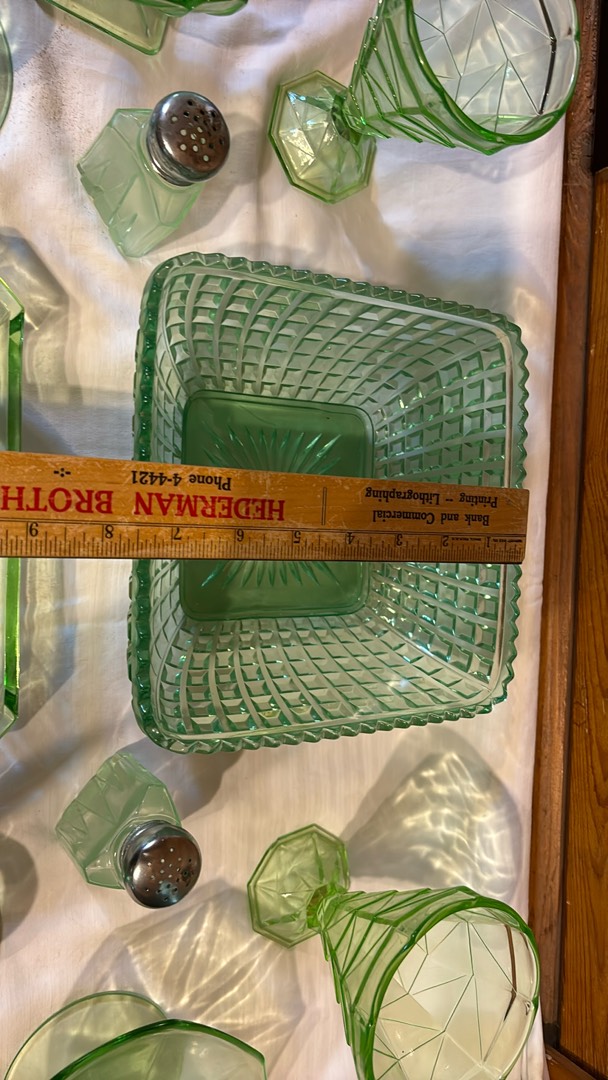 HEDERMAN BROTH
Phone 4-4421
Bank and Commercial
Printing – Lithographing
1 2 3 4 5 6 7 8 9